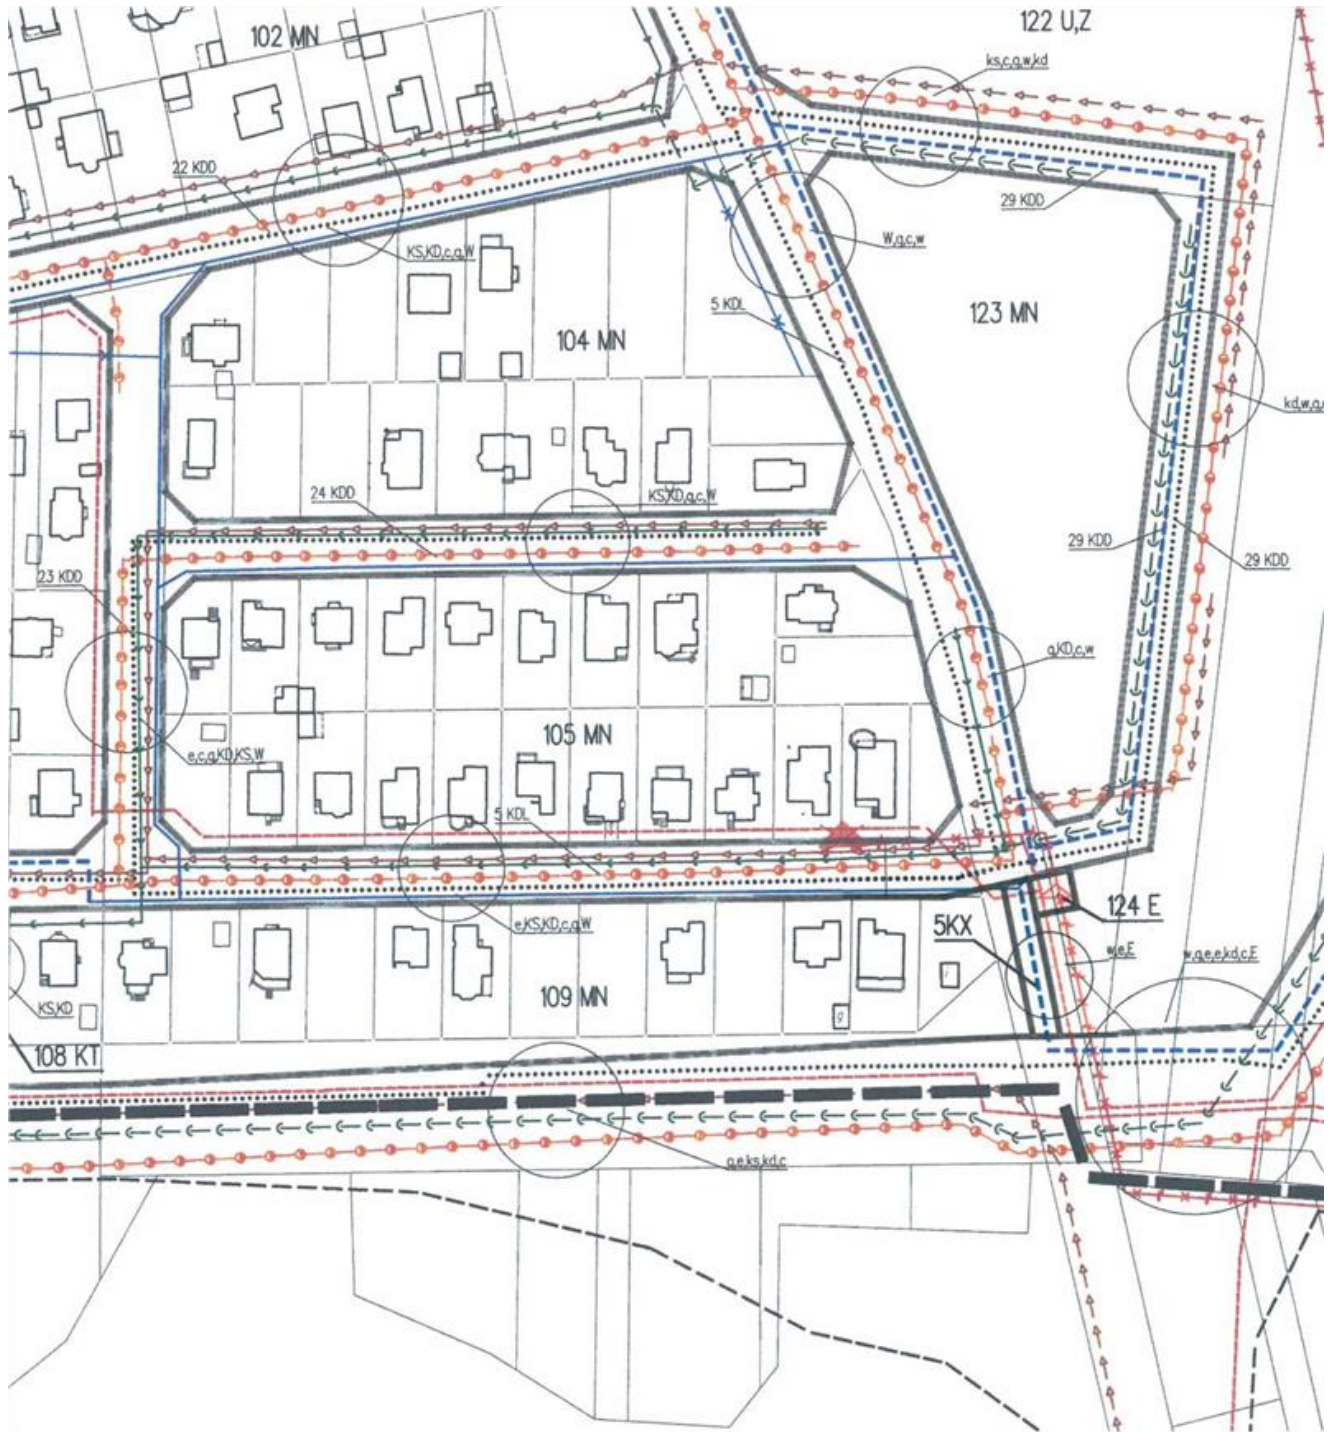 122 U,Z
102 MN
ks,c,g,w,kd
22 KDD
29 KDD
W,g,c,w
KS,KD,c,g,W
5 KDL
123 MN
104 MN
kd,w,g,
KS,KD,g,c,W
24 KDD
29 KDD
29 KDD
23 KDD
g,KD,c,w
105 MN
e,c,g,KD,KS,W
5 KDL
124 E
5KX
e,KS,KD,c,g,W
w,e,E
w,g,e,e,kd,c,E
109 MN
KS,KD
g
108 KT
g,e,ks,kd,c